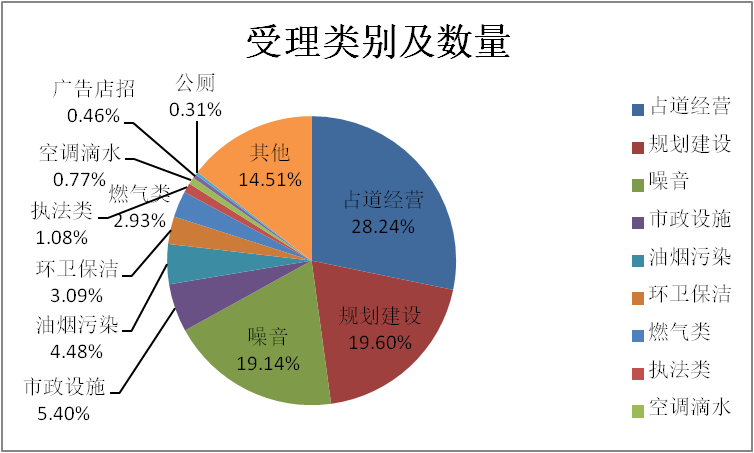 受理类别及数量
广告店招
0.46%
公厕
0.31%
空调滴水
0.77%
燃气类
2.93%
执法类
1.08%
环卫保洁
3.09%
油烟污染
4.48%
市政设施
5.40%
其他
14.51%
占道经营
28.24%
规划建设
19.60%
噪音
19.14%
占道经营
规划建设
噪音
市政设施
油烟污染
环卫保洁
燃气类
执法类
空调滴水